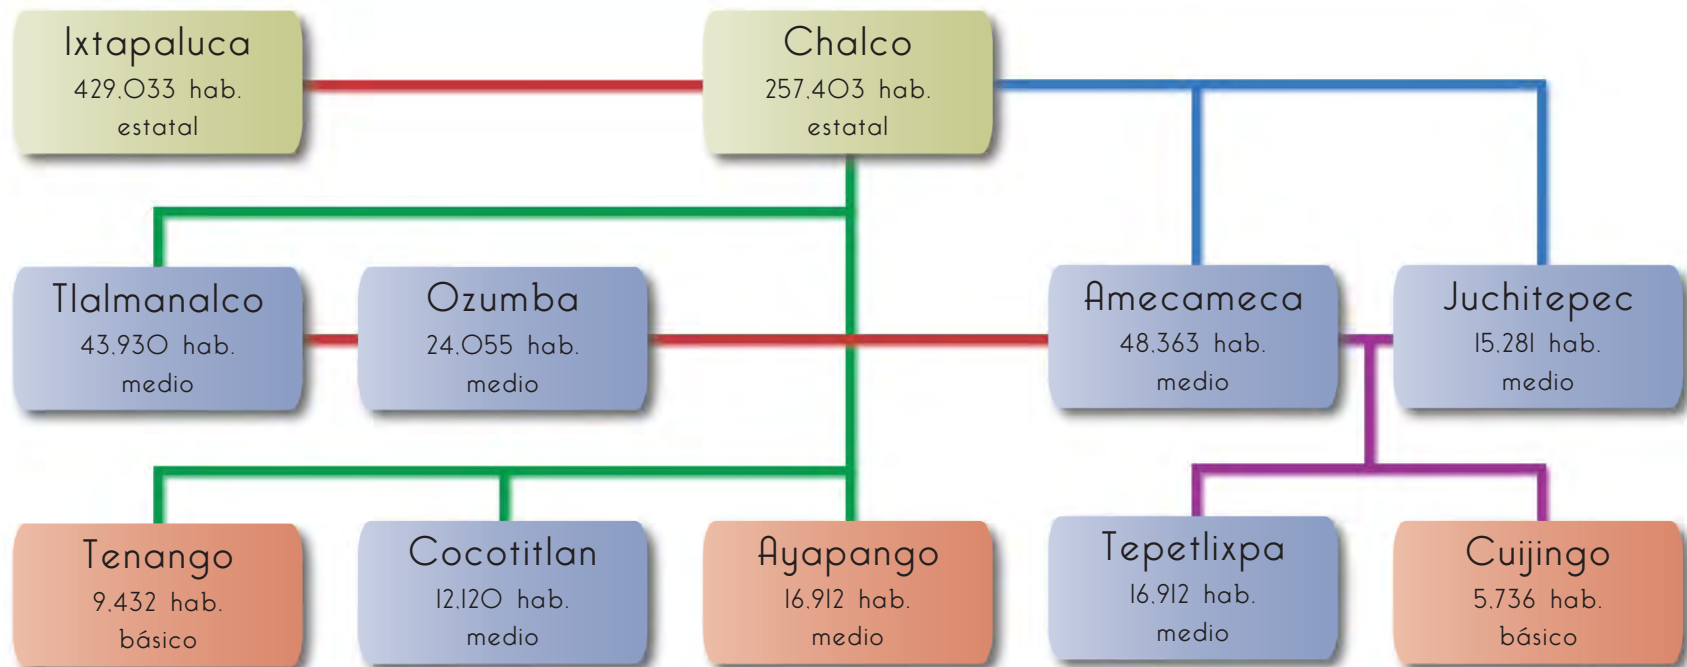 Ixtapaluca
429,033 hab.
estatal
Chalco
257,403 hab.
estatal
Tlalmanalco
43,930 hab.
medio
Ozumba
24,055 hab.
medio
Amecameca
48,363 hab.
medio
Juchitepec
15,281 hab.
medio
Tenango
9,432 hab.
básico
Cocotitlan
12,120 hab.
medio
Ayapango
16,912 hab.
medio
Tepetlixpa
16,912 hab.
medio
Cuijingo
5,736 hab.
básico